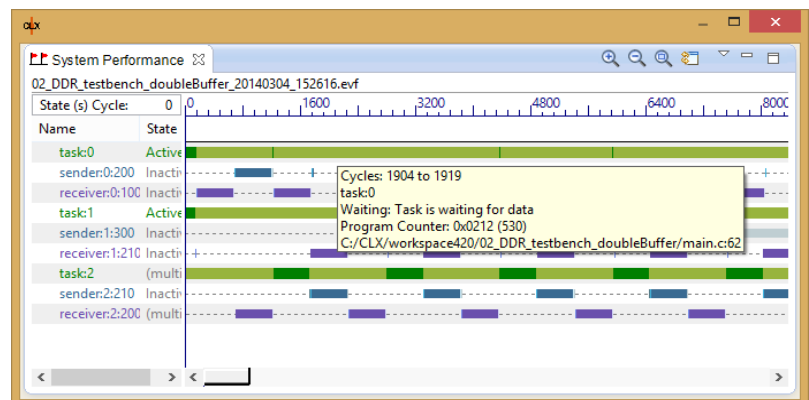 CLX
System Performance
02_DDR_testbench_doubleBuffer_20140304_152616.evf
State (s) Cycle: 0 0 1600 3200 4800 6400 8000
Name State
task:0 Active
sender:0:200 Inactiv
receiver:0:100 Inactiv
task:1 Active
sender:1:300 Inactiv
receiver:1:210 Inactiv
task:2 (multi
sender:2:210 Inactiv
receiver:2:200 (multi
Cycles: 1904 to 1919
task:0
Waiting: Task is waiting for data
Program Counter: 0x0212 (530)
C:/CLX/workspace420/02_DDR_testbench_doubleBuffer/main.c:62